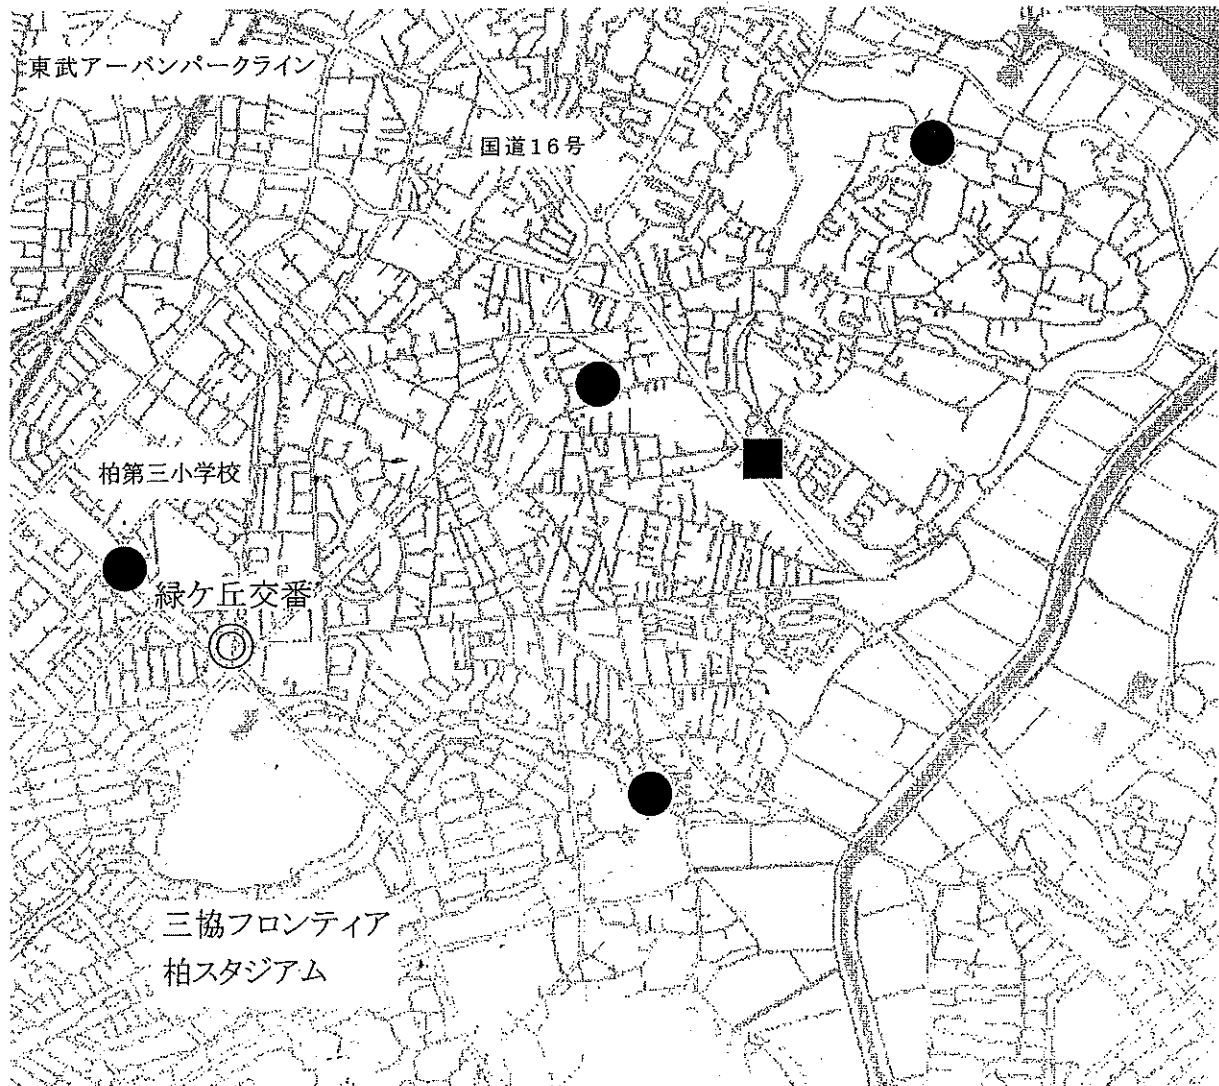 東武アーバンパークライン
国道16号
柏第三小学校
緑ケ丘交番
三協フロンティア
柏スタジアム